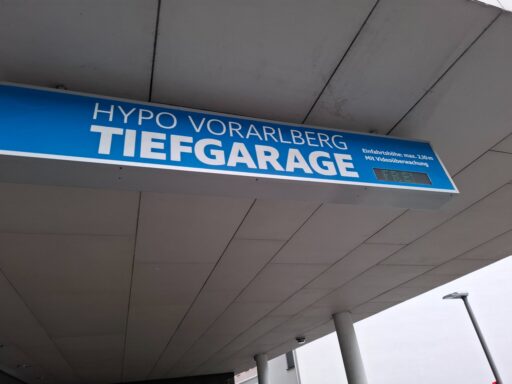 HYPO VORARLBERG
TIEFGARAGE
Einfahrtshöhe: max. 2,10 m
Mit Videoüberwachung